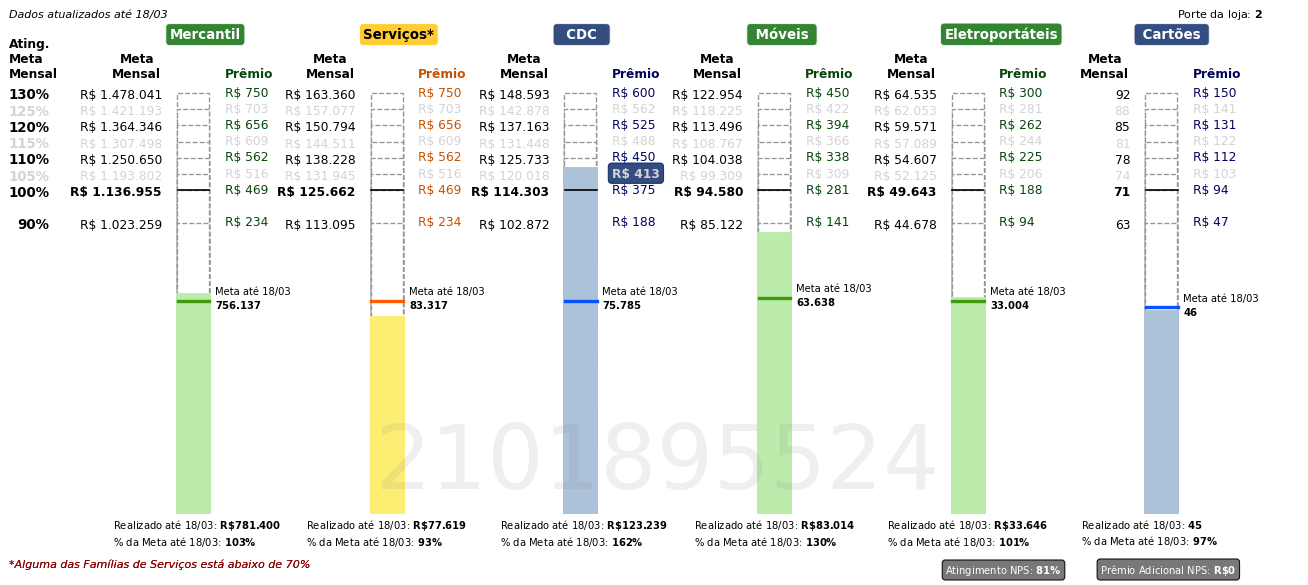 Dados atualizados até 18/03 Porte da loja: 2
Mercantil Serviços* CDC Móveis Eletroportáteis Cartões
Ating. Meta Mensal Meta Mensal Prêmio Meta Mensal Prêmio Meta Mensal Prêmio Meta Mensal Prêmio Meta Mensal Prêmio Meta Mensal Prêmio
130% R$ 1.478.041 R$ 750 R$ 163.360 R$ 750 R$ 148.593 R$ 600 R$ 122.954 R$ 450 R$ 64.535 R$ 300 92 R$ 150
125% R$ 1.421.193 R$ 703 R$ 157.077 R$ 703 R$ 142.878 R$ 562 R$ 118.225 R$ 422 R$ 62.053 R$ 281 88 R$ 141
120% R$ 1.364.346 R$ 656 R$ 150.794 R$ 656 R$ 137.163 R$ 525 R$ 113.496 R$ 394 R$ 59.571 R$ 262 85 R$ 131
115% R$ 1.307.498 R$ 609 R$ 144.511 R$ 609 R$ 131.448 R$ 488 R$ 108.767 R$ 366 R$ 57.089 R$ 244 81 R$ 122
110% R$ 1.250.650 R$ 562 R$ 138.228 R$ 562 R$ 125.733 R$ 450 R$ 104.038 R$ 338 R$ 54.607 R$ 225 78 R$ 112
105% R$ 1.193.802 R$ 516 R$ 131.945 R$ 516 R$ 120.018 R$ 413 R$ 99.309 R$ 309 R$ 52.125 R$ 206 74 R$ 103
100% R$ 1.136.955 R$ 469 R$ 125.662 R$ 469 R$ 114.303 R$ 375 R$ 94.580 R$ 281 R$ 49.643 R$ 188 71 R$ 94
90% R$ 1.023.259 R$ 234 R$ 113.095 R$ 234 R$ 102.872 R$ 188 R$ 85.122 R$ 141 R$ 44.678 R$ 94 63 R$ 47
Meta até 18/03 Meta até 18/03 Meta até 18/03 Meta até 18/03 Meta até 18/03 Meta até 18/03
756.137 83.317 75.785 63.638 33.004 46
2101895524
Realizado até 18/03: R$781.400 Realizado até 18/03: R$77.619 Realizado até 18/03: R$123.239 Realizado até 18/03: R$83.014 Realizado até 18/03: R$33.646 Realizado até 18/03: 45
% da Meta até 18/03: 103% % da Meta até 18/03: 93% % da Meta até 18/03: 162% % da Meta até 18/03: 130% % da Meta até 18/03: 101% % da Meta até 18/03: 97%
*Alguma das Famílias de Serviços está abaixo de 70% Atingimento NPS: 81% Prêmio Adicional NPS: R$0